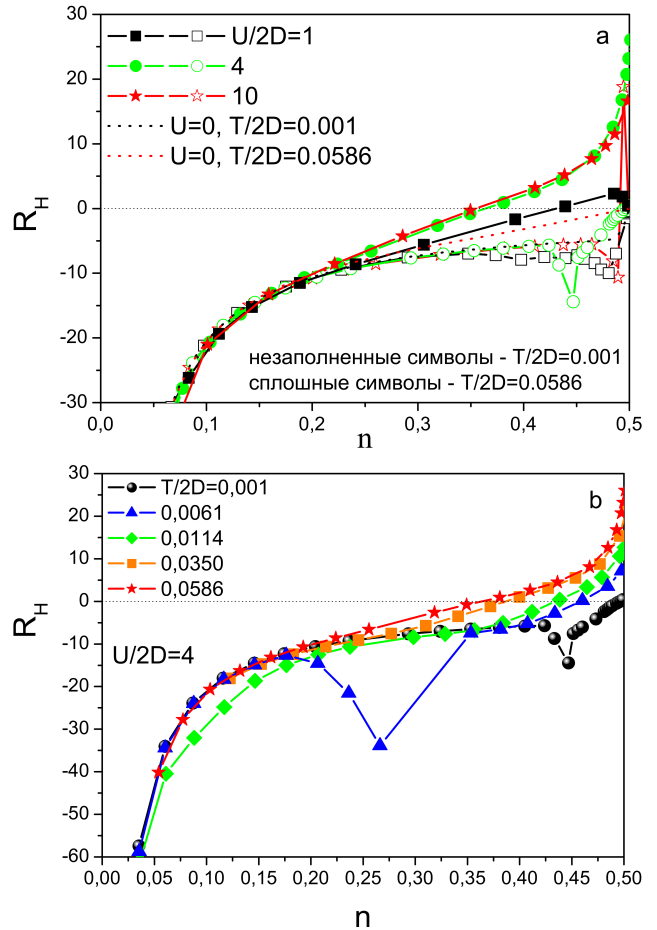 30
20
10
0
-10
-20
-30
R_H
a
U/2D=1
4
10
U=0, T/2D=0.001
U=0, T/2D=0.0586
незаполненные символы - T/2D=0.001
сплошные символы - T/2D=0.0586
0,0 0,1 0,2 0,3 0,4 0,5
n
30
20
10
0
-10
-20
-30
-40
-50
-60
R_H
b
T/2D=0,001
0,0061
0,0114
0,0350
0,0586
U/2D=4
0,00 0,05 0,10 0,15 0,20 0,25 0,30 0,35 0,40 0,45 0,50
n